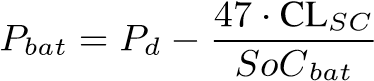 P_{bat} = P_d - \frac{47 \cdot \mathrm{CL}_{SC}}{SoC_{bat}}